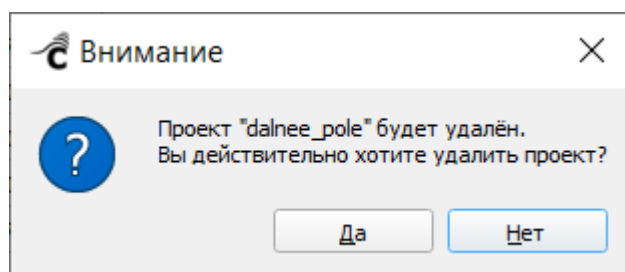 Внимание
Проект "dalnee_pole" будет удалён.
Вы действительно хотите удалить проект?
Да
Нет